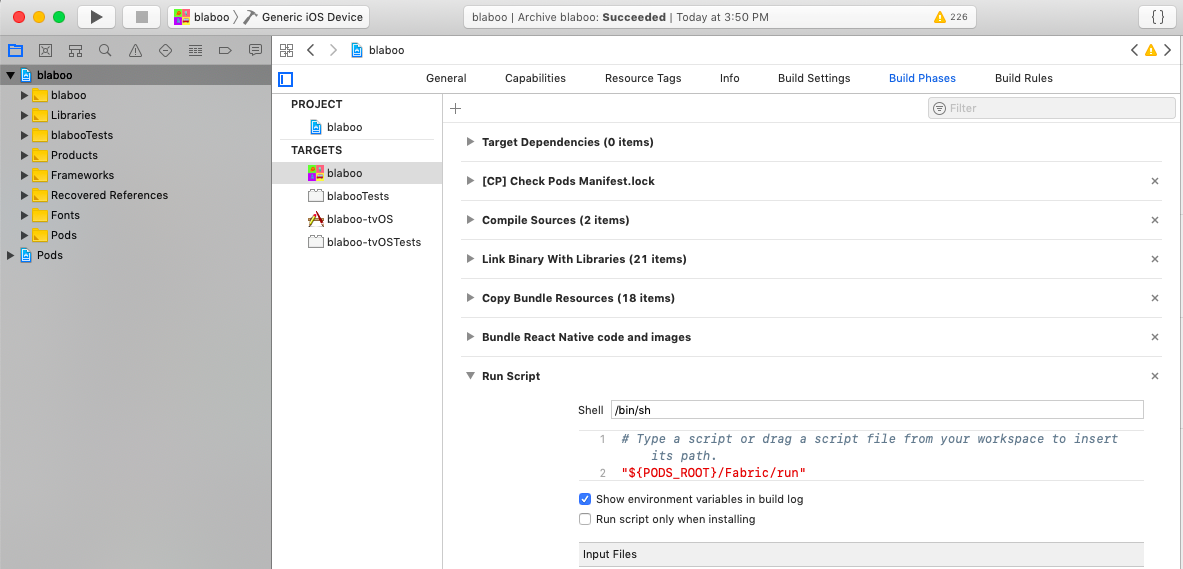 blaboo
Generic iOS Device
blaboo | Archive blaboo: Succeeded | Today at 3:50 PM
226
{ }
blaboo
blaboo
General
Capabilities
Resource Tags
Info
Build Settings
Build Phases
Build Rules
blaboo
Libraries
blabooTests
Products
Frameworks
Recovered References
Fonts
Pods
Pods
PROJECT
blaboo
TARGETS
blaboo
blabooTests
blaboo-tvOS
blaboo-tvOSTests
Filter
Target Dependencies (0 items)
[CP] Check Pods Manifest.lock
Compile Sources (2 items)
Link Binary With Libraries (21 items)
Copy Bundle Resources (18 items)
Bundle React Native code and images
Run Script
Shell /bin/sh
1 # Type a script or drag a script file from your workspace to insert
its path.
2 "${PODS_ROOT}/Fabric/run"
Show environment variables in build log
Run script only when installing
Input Files